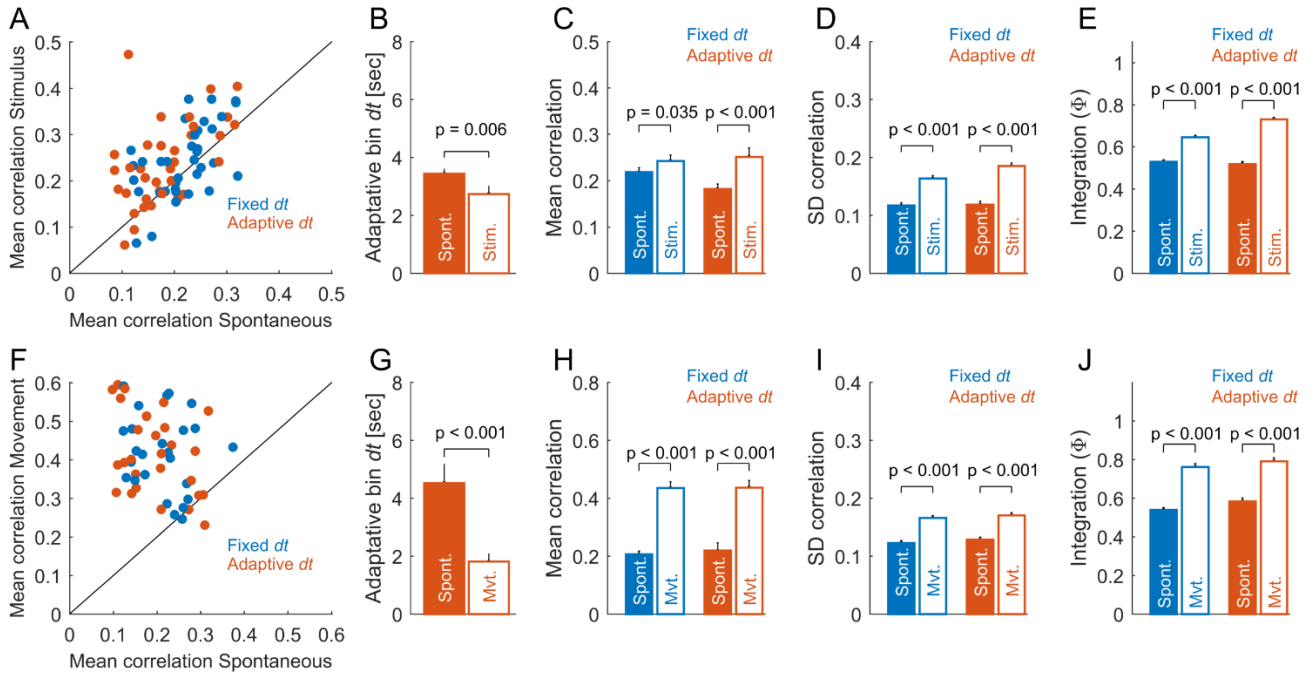 A
Mean correlation Stimulus
0.5
0.4
0.3
0.2
0.1
0
Fixed dt
Adaptive dt
0 0.1 0.2 0.3 0.4 0.5
Mean correlation Spontaneous
B
Adaptative bin dt [sec]
8
6
4
2
0
p = 0.006
Spont.
Stim.
C
Fixed dt
Adaptive dt
Mean correlation
0.5
0.4
0.3
0.2
0.1
0
p = 0.035
p < 0.001
Spont.
Stim.
Spont.
Stim.
D
Fixed dt
Adaptive dt
SD correlation
0.4
0.3
0.2
0.1
0
p < 0.001
p < 0.001
Spont.
Stim.
Spont.
Stim.
E
Fixed dt
Adaptive dt
Integration (Φ)
1
0.8
0.6
0.4
0.2
0
p < 0.001
p < 0.001
Spont.
Stim.
Spont.
Stim.
F
Mean correlation Movement
0.6
0.5
0.4
0.3
0.2
0.1
0
Fixed dt
Adaptive dt
0 0.1 0.2 0.3 0.4 0.5 0.6
Mean correlation Spontaneous
G
Adaptative bin dt [sec]
8
6
4
2
0
p < 0.001
Spont.
Mvt.
H
Fixed dt
Adaptive dt
Mean correlation
0.8
0.6
0.4
0.2
0
p < 0.001
p < 0.001
Spont.
Mvt.
Spont.
Mvt.
I
Fixed dt
Adaptive dt
SD correlation
0.4
0.3
0.2
0.1
0
p < 0.001
p < 0.001
Spont.
Mvt.
Spont.
Mvt.
J
Fixed dt
Adaptive dt
Integration (Φ)
1
0.8
0.6
0.4
0.2
0
p < 0.001
p < 0.001
Spont.
Mvt.
Spont.
Mvt.